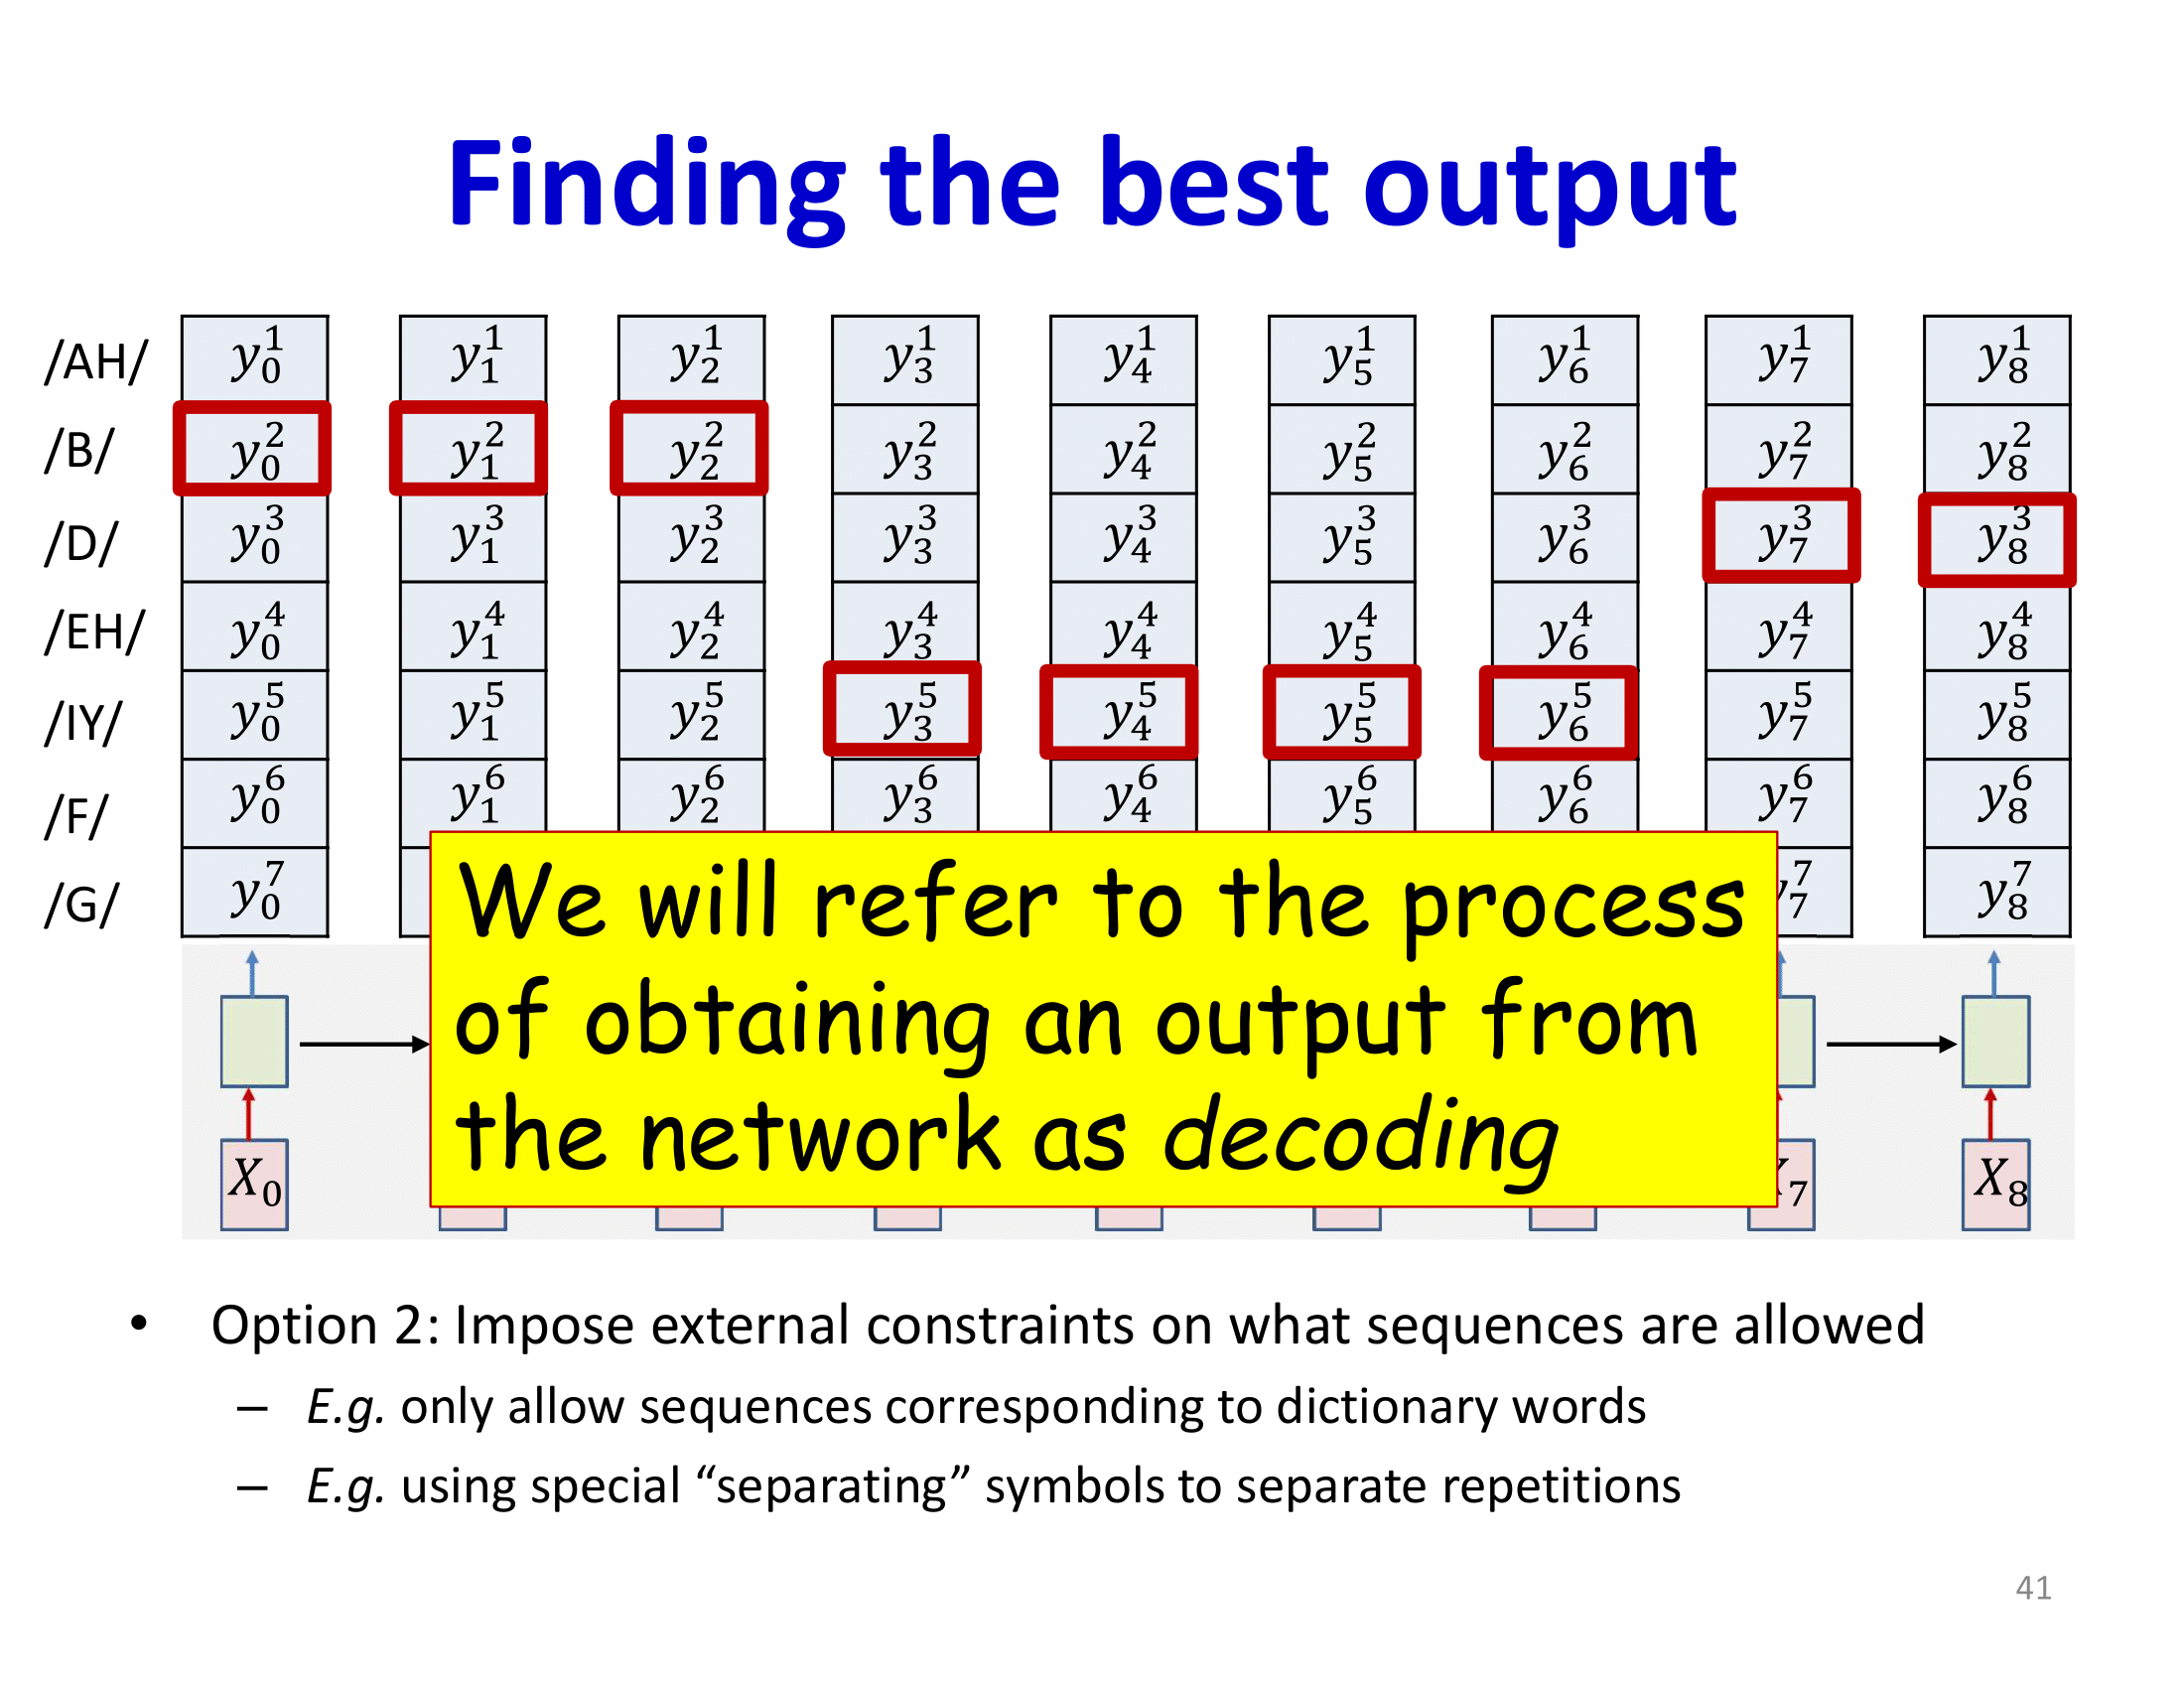 Finding the best output
/AH/ y_0^1 y_1^1 y_2^1 y_3^1 y_4^1 y_5^1 y_6^1 y_7^1 y_8^1
/B/ y_0^2 y_1^2 y_2^2 y_3^2 y_4^2 y_5^2 y_6^2 y_7^2 y_8^2
/D/ y_0^3 y_1^3 y_2^3 y_3^3 y_4^3 y_5^3 y_6^3 y_7^3 y_8^3
/EH/ y_0^4 y_1^4 y_2^4 y_3^4 y_4^4 y_5^4 y_6^4 y_7^4 y_8^4
/IY/ y_0^5 y_1^5 y_2^5 y_3^5 y_4^5 y_5^5 y_6^5 y_7^5 y_8^5
/F/ y_0^6 y_1^6 y_2^6 y_3^6 y_4^6 y_5^6 y_6^6 y_7^6 y_8^6
/G/ y_0^7 y_7^7 y_8^7
We will refer to the process
of obtaining an output from
the network as decoding
X_0 X_7 X_8
• Option 2: Impose external constraints on what sequences are allowed
– E.g. only allow sequences corresponding to dictionary words
– E.g. using special “separating” symbols to separate repetitions
41